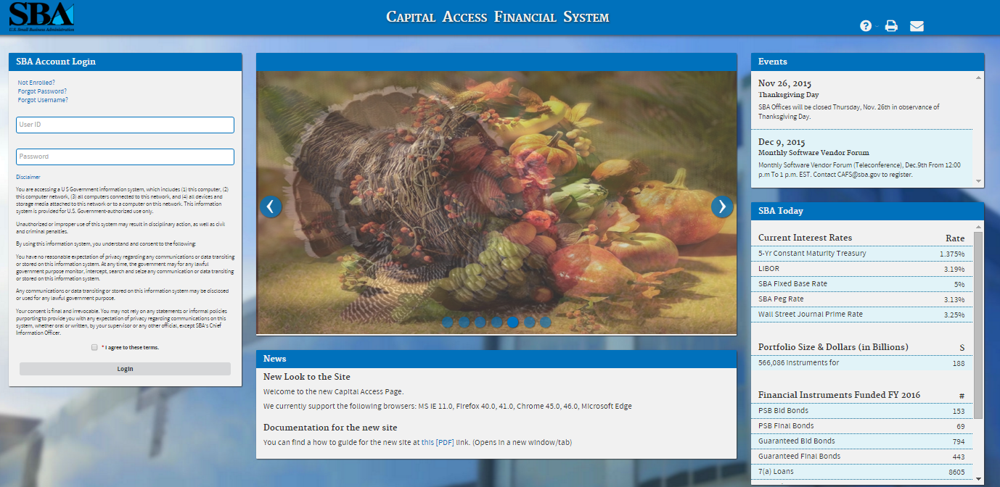 SBA
U.S. Small Business Administration
Capital Access Financial System
SBA Account Login
Not Enrolled?
Forgot Password?
Forgot Username?
User ID
Password
Disclaimer
You are accessing a U S Government information system, which includes (1) this computer, (2)
this computer network, (3) all computers connected to this network, and (4) all devices and
storage media attached to this network or to a computer on this network. This information
system is provided for U.S. Government-authorized use only.
Unauthorized or improper use of this system may result in disciplinary action, as well as civil
and criminal penalties.
By using this information system, you understand and consent to the following:
You have no reasonable expectation of privacy regarding any communications or data transiting
or stored on this information system. At any time, the government may for any lawful
government purpose monitor, intercept, search and seize any communication or data transiting
or stored on this information system.
Any communications or data transiting or stored on this information system may be disclosed
or used for any lawful government purpose.
Your consent is final and irrevocable. You may not rely on any statements or informal policies
purporting to provide you with any expectation of privacy regarding communications on this
system, whether oral or written, by your supervisor or any other official, except SBA's Chief
Information Officer.
* I agree to these terms.
Login
News
New Look to the Site
Welcome to the new Capital Access Page.
We currently support the following browsers: MS IE 11.0, Firefox 40.0, 41.0, Chrome 45.0, 46.0, Microsoft Edge
Documentation for the new site
You can find a how to guide for the new site at this [PDF] link. (Opens in a new window/tab)
Events
Nov 26, 2015
Thanksgiving Day
SBA Offices will be closed Thursday, Nov. 26th in observance of
Thanksgiving Day.
Dec 9, 2015
Monthly Software Vendor Forum
Monthly Software Vendor Forum (Teleconference), Dec.9th From 12:00
p.m To 1 p.m. EST. Contact CAFS@sba.gov to register.
SBA Today
Current Interest Rates Rate
5-Yr Constant Maturity Treasury 1.375%
LIBOR 3.19%
SBA Fixed Base Rate 5%
SBA Peg Rate 3.13%
Wall Street Journal Prime Rate 3.25%
Portfolio Size & Dollars (in Billions) S
566,086 Instruments for 188
Financial Instruments Funded FY 2016 #
PSB Bid Bonds 153
PSB Final Bonds 69
Guaranteed Bid Bonds 794
Guaranteed Final Bonds 443
7(a) Loans 8605